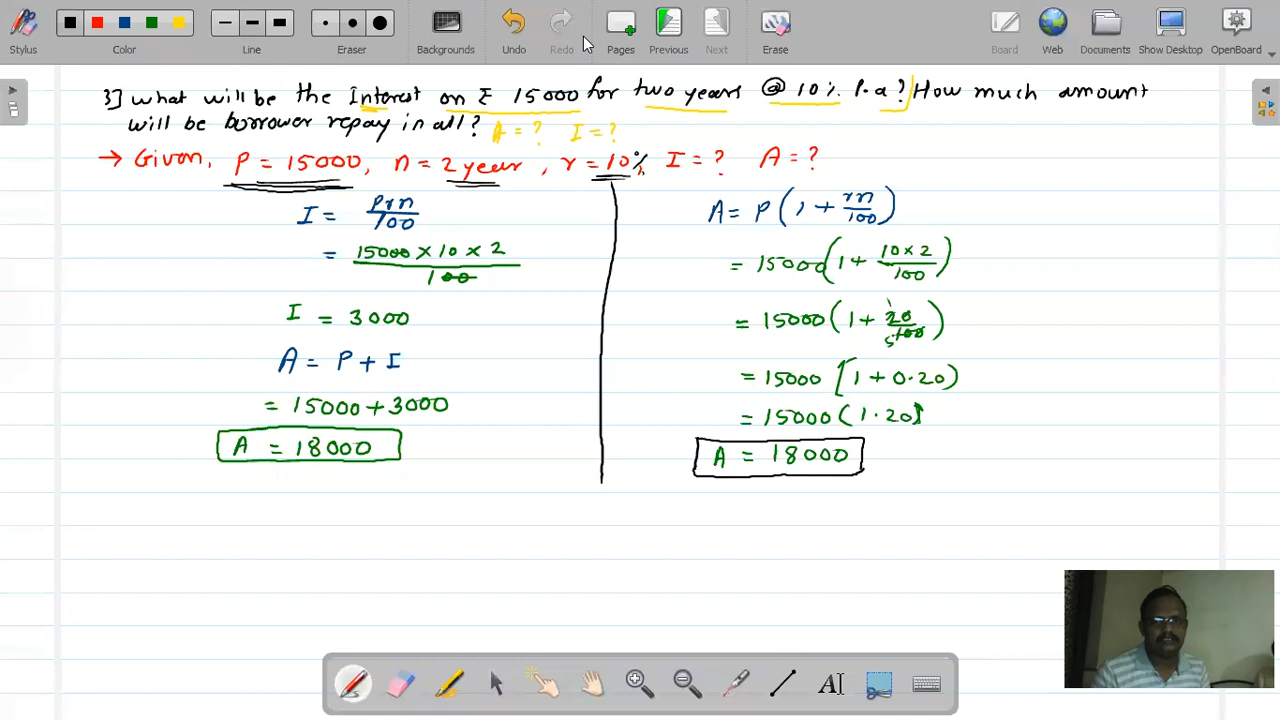 Stylus Color Line Eraser Backgrounds Undo Redo Pages Previous Next Erase Board Web Documents Show Desktop OpenBoard
3] What will be the Interest on ₹ 15000 for two years @ 10% P.a? How much amount
will be borrower repay in all? A=? I=?
→ Given, P = 15000, n = 2 year, r = 10% I = ? A = ?
I = Prn/100
= 15000 × 10 × 2 / 100
I = 3000
A = P + I
= 15000 + 3000
A = 18000
A = P (1 + rn/100)
= 15000 (1 + 10×2/100)
= 15000 (1 + 20/100) 1 5
= 15000 [1 + 0.20)
= 15000 (1.20)
A = 18000
AI